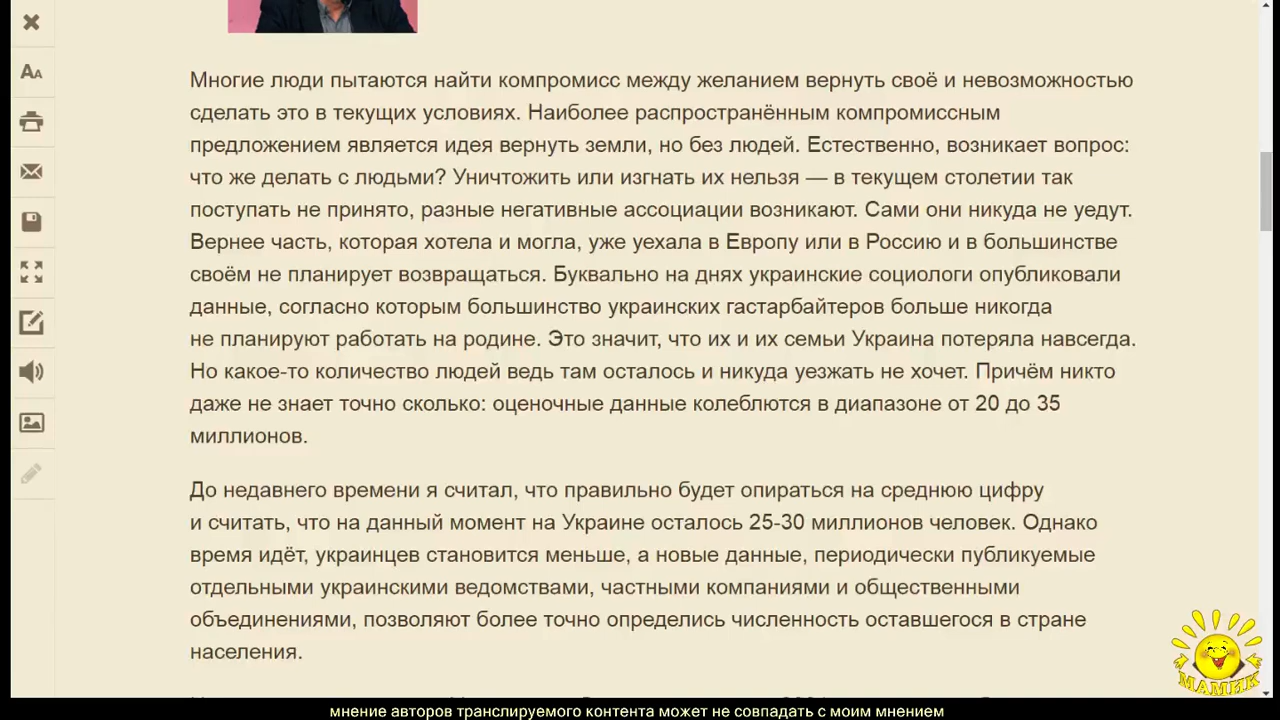 Многие люди пытаются найти компромисс между желанием вернуть своё и невозможностью
сделать это в текущих условиях. Наиболее распространённым компромиссным
предложением является идея вернуть земли, но без людей. Естественно, возникает вопрос:
что же делать с людьми? Уничтожить или изгнать их нельзя — в текущем столетии так
поступать не принято, разные негативные ассоциации возникают. Сами они никуда не уедут.
Вернее часть, которая хотела и могла, уже уехала в Европу или в Россию и в большинстве
своём не планирует возвращаться. Буквально на днях украинские социологи опубликовали
данные, согласно которым большинство украинских гастарбайтеров больше никогда
не планируют работать на родине. Это значит, что их и их семьи Украина потеряла навсегда.
Но какое-то количество людей ведь там осталось и никуда уезжать не хочет. Причём никто
даже не знает точно сколько: оценочные данные колеблются в диапазоне от 20 до 35
миллионов.
До недавнего времени я считал, что правильно будет опираться на среднюю цифру
и считать, что на данный момент на Украине осталось 25-30 миллионов человек. Однако
время идёт, украинцев становится меньше, а новые данные, периодически публикуемые
отдельными украинскими ведомствами, частными компаниями и общественными
объединениями, позволяют более точно определись численность оставшегося в стране
населения.
МАМИК
мнение авторов транслируемого контента может не совпадать с моим мнением